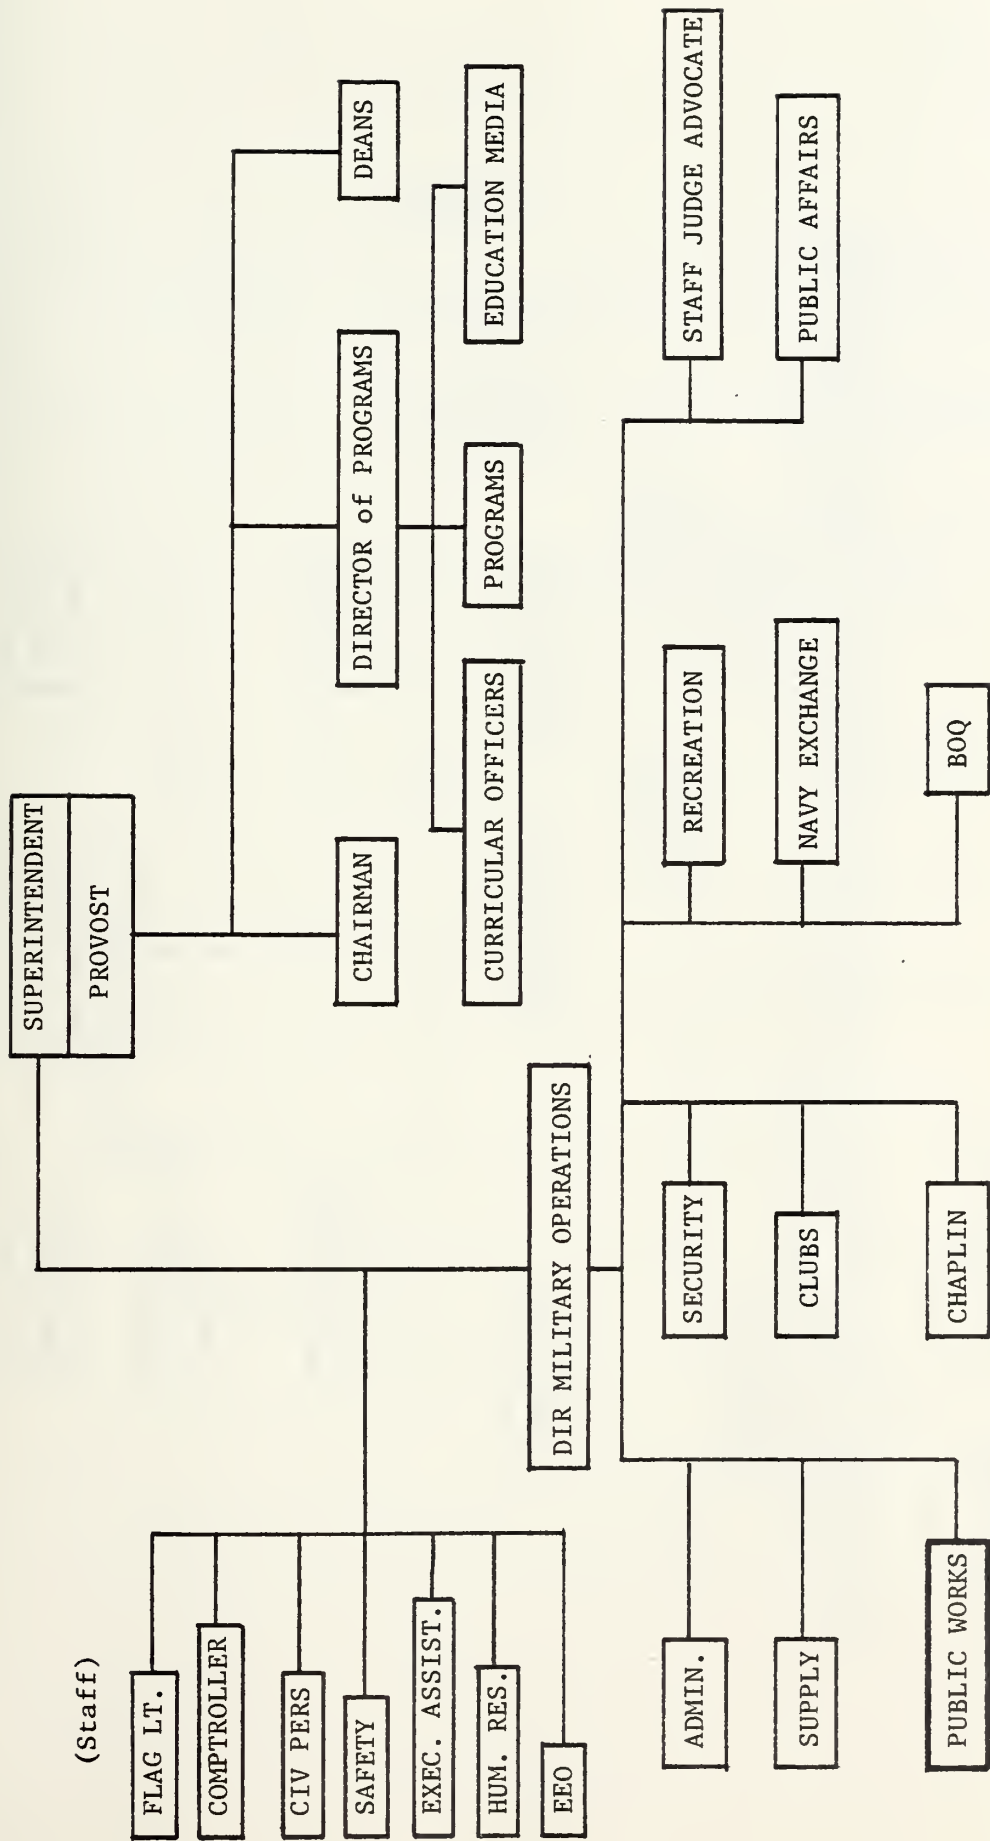 SUPERINTENDENT
PROVOST
(Staff)
FLAG LT.
COMPTROLLER
CIV PERS
SAFETY
EXEC. ASSIST.
HUM. RES.
EEO
CHAIRMAN
DIRECTOR of PROGRAMS
DEANS
CURRICULAR OFFICERS
PROGRAMS
EDUCATION MEDIA
DIR MILITARY OPERATIONS
ADMIN.
SUPPLY
PUBLIC WORKS
SECURITY
CLUBS
CHAPLIN
RECREATION
NAVY EXCHANGE
BOQ
STAFF JUDGE ADVOCATE
PUBLIC AFFAIRS